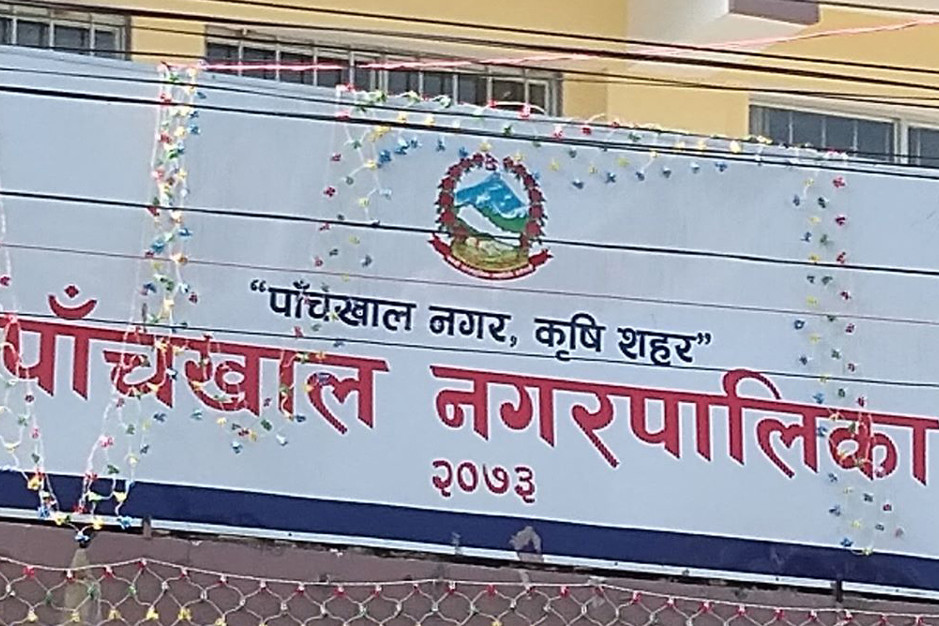 “पाँचखाल नगर, कृषि शहर”
पाँचखाल नगरपालिका
२०७३